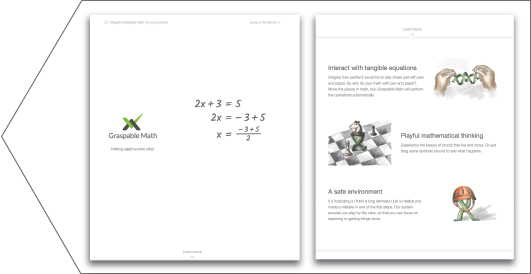 2x + 3 = 5
2x = − 3 + 5
x = −3+5 / 2
Graspable Math
Making algebra come alive!
Learn more
Learn more
Interact with tangible equations
Imagine how painful it would be to play chess just with pen
and paper. So why do your math with pen and paper?
Move the pieces in math, too: Graspable Math will perform
the operations automatically.
Playful mathematical thinking
Experience the beauty of proofs that live and move. Or just
drag some symbols around to see what happens.
A safe environment
It is frustrating to finish a long derivation just to realize you
made a mistake in one of the first steps. Our system
ensures you play by the rules, so that you can focus on
exploring or getting things done.